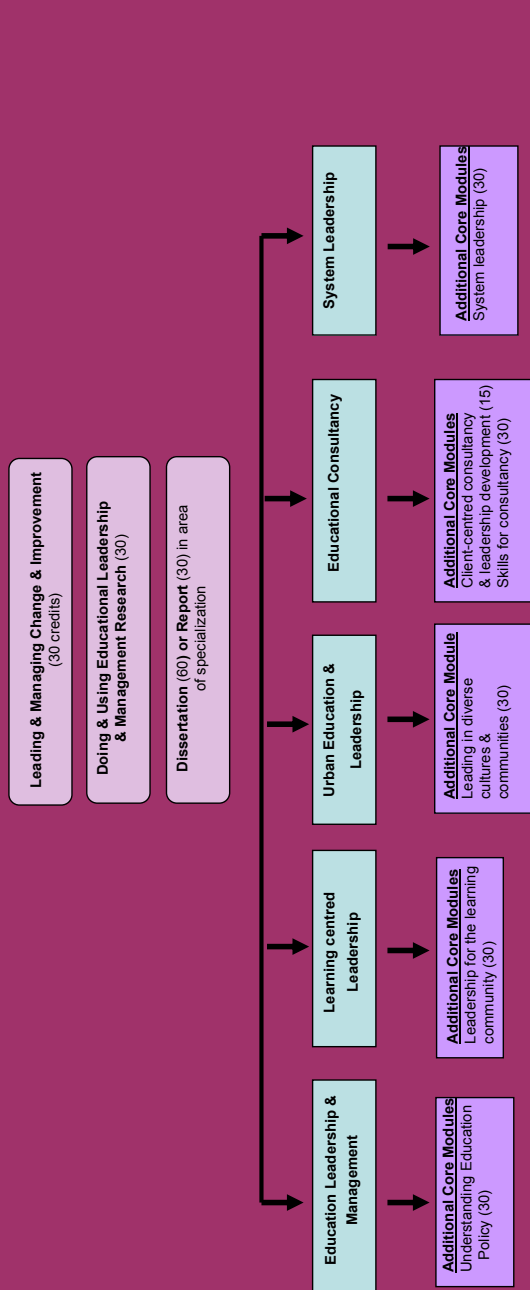 Leading & Managing Change & Improvement
(30 credits)
Doing & Using Educational Leadership
& Management Research (30)
Dissertation (60) or Report (30) in area
of specialization
Education Leadership &
Management
Learning centred
Leadership
Urban Education &
Leadership
Educational Consultancy
System Leadership
Additional Core Modules
Understanding Education
Policy (30)
Additional Core Modules
Leadership for the learning
community (30)
Additional Core Module
Leading in diverse
cultures &
communities (30)
Additional Core Modules
Client-centred consultancy
& leadership development (15)
Skills for consultancy (30)
Additional Core Modules
System leadership (30)